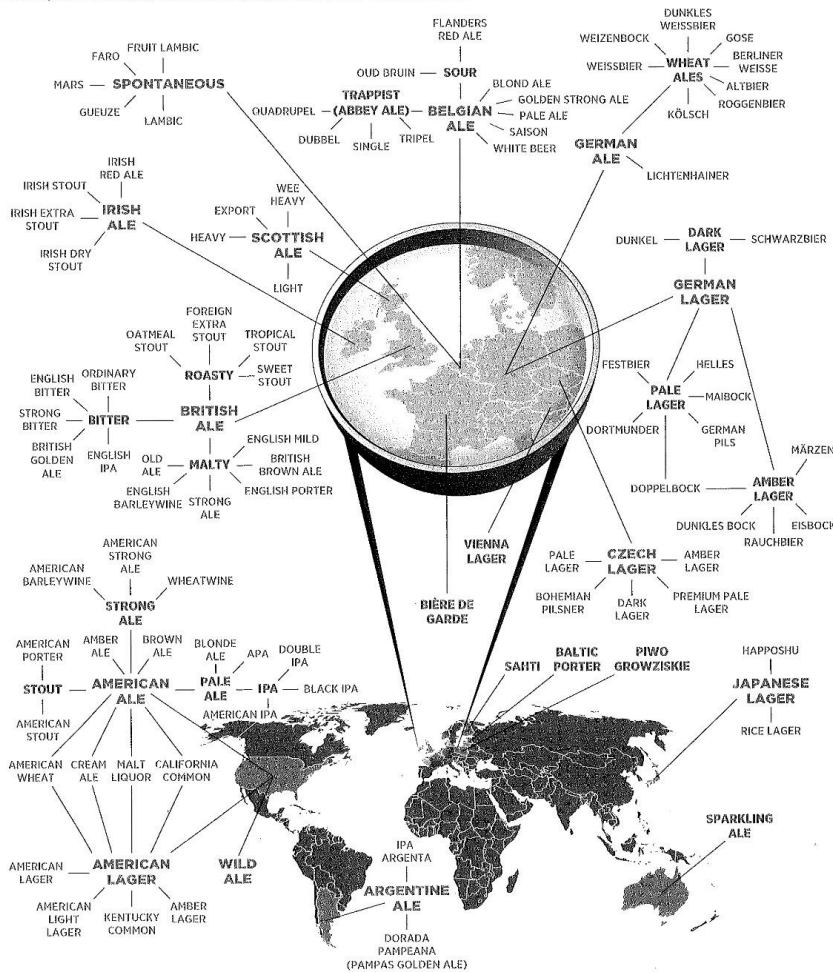 FLANDERS
RED ALE
DUNKLES
WEISSBIER
WEIZENBOCK
GOSE
FRUIT LAMBIC
FARO
MARS
SPONTANEOUS
GUEUZE
LAMBIC
OUD BRUIN
SOUR
TRAPPIST
(ABBEY ALE)
QUADRUPEL
DUBBEL
SINGLE
TRIPEL
BELGIAN
ALE
BLOND ALE
GOLDEN STRONG ALE
PALE ALE
SAISON
WHITE BEER
WEISSBIER
WHEAT
ALES
BERLINER
WEISSE
ALTBIER
ROGGENBIER
KÖLSCH
GERMAN
ALE
LICHTENHAINER
IRISH
RED ALE
IRISH STOUT
IRISH EXTRA
STOUT
IRISH
ALE
IRISH DRY
STOUT
WEE
HEAVY
EXPORT
HEAVY
SCOTTISH
ALE
LIGHT
DUNKEL
DARK
LAGER
SCHWARZBIER
GERMAN
LAGER
FOREIGN
EXTRA
STOUT
OATMEAL
STOUT
TROPICAL
STOUT
ROASTY
SWEET
STOUT
ENGLISH
BITTER
ORDINARY
BITTER
STRONG
BITTER
BITTER
BRITISH
GOLDEN ALE
ENGLISH
IPA
BRITISH
ALE
ENGLISH MILD
OLD
ALE
MALTY
BRITISH
BROWN ALE
ENGLISH
BARLEYWINE
STRONG
ALE
ENGLISH PORTER
FESTBIER
HELLES
PALE
LAGER
MAIBOCK
DORTMUNDER
GERMAN
PILS
MÄRZEN
DOPPELBOCK
AMBER
LAGER
DUNKLES BOCK
RAUCHBIER
EISBOCK
VIENNA
LAGER
BIÈRE DE
GARDE
PALE
LAGER
CZECH
LAGER
AMBER
LAGER
BOHEMIAN
PILSNER
DARK
LAGER
PREMIUM PALE
LAGER
AMERICAN
STRONG
ALE
AMERICAN
BARLEYWINE
WHEATWINE
STRONG
ALE
AMERICAN
PORTER
AMBER
ALE
BROWN
ALE
BLONDE
ALE
APA
DOUBLE
IPA
STOUT
AMERICAN
ALE
PALE
ALE
IPA
BLACK IPA
AMERICAN
STOUT
AMERICAN IPA
AMERICAN
WHEAT
CREAM
ALE
MALT
LIQUOR
CALIFORNIA
COMMON
AMERICAN
LAGER
AMERICAN
LAGER
AMERICAN
LIGHT
LAGER
KENTUCKY
COMMON
AMBER
LAGER
WILD
ALE
SAHTI
BALTIC
PORTER
PIWO
GROWZISKIE
HAPPOSHU
JAPANESE
LAGER
RICE LAGER
SPARKLING
ALE
IPA
ARGENTA
ARGENTINE
ALE
DORADA
PAMPEANA
(PAMPAS GOLDEN ALE)